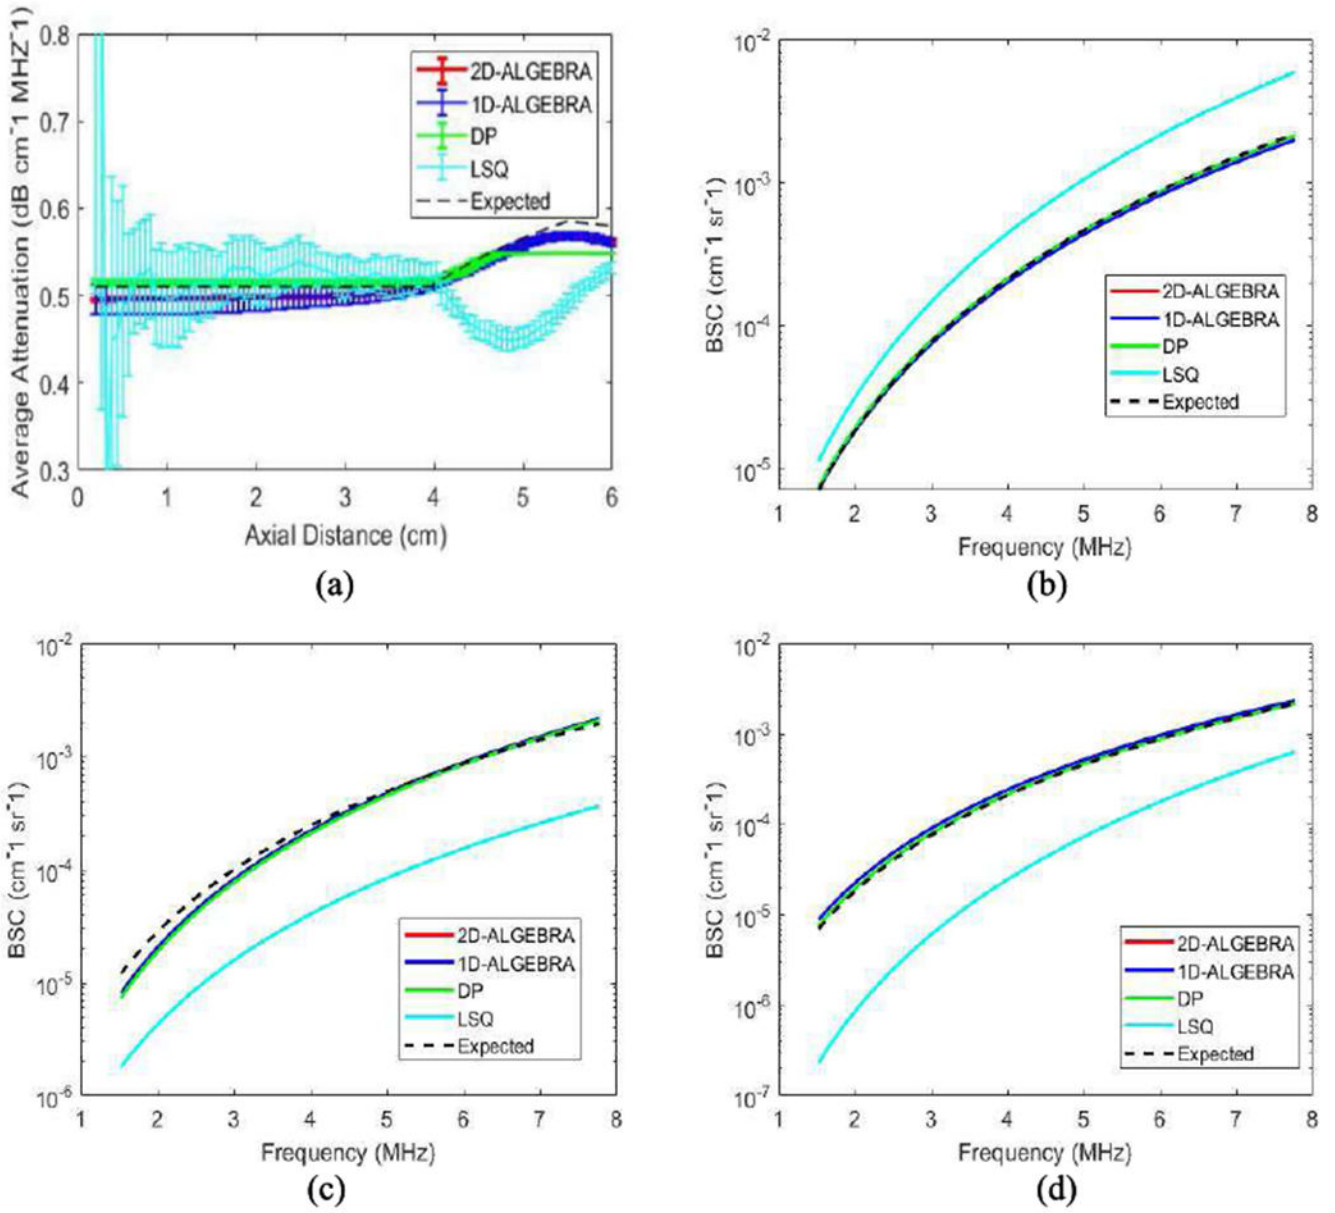 Average Attenuation (dB cm⁻1 MHZ⁻1)
0.8
0.7
0.6
0.5
0.4
0.3
2D-ALGEBRA
1D-ALGEBRA
DP
LSQ
Expected
0 1 2 3 4 5 6
Axial Distance (cm)
(a)
BSC (cm⁻1 sr⁻1)
10⁻2
10⁻3
10⁻4
10⁻5
2D-ALGEBRA
1D-ALGEBRA
DP
LSQ
Expected
1 2 3 4 5 6 7 8
Frequency (MHz)
(b)
BSC (cm⁻1 sr⁻1)
10⁻2
10⁻3
10⁻4
10⁻5
10⁻6
2D-ALGEBRA
1D-ALGEBRA
DP
LSQ
Expected
1 2 3 4 5 6 7 8
Frequency (MHz)
(c)
BSC (cm⁻1 sr⁻1)
10⁻2
10⁻3
10⁻4
10⁻5
10⁻6
10⁻7
2D-ALGEBRA
1D-ALGEBRA
DP
LSQ
Expected
1 2 3 4 5 6 7 8
Frequency (MHz)
(d)